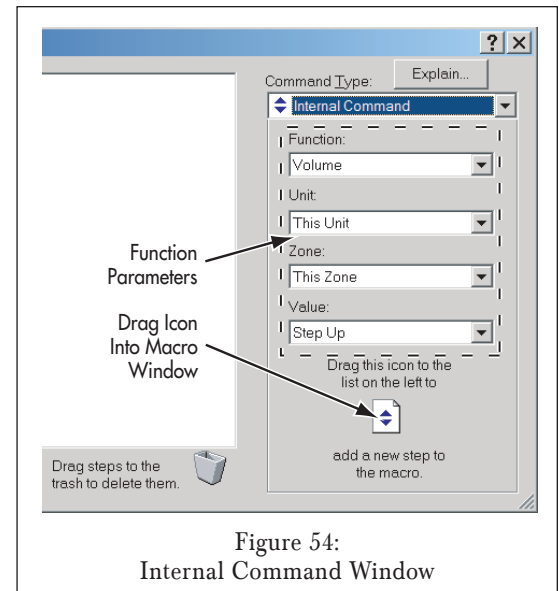 ? ×
Command Type: Explain...
Internal Command
Function:
Volume
Unit:
This Unit
Zone:
This Zone
Value:
Step Up
Function
Parameters
Drag Icon
Into Macro
Window
Drag this icon to the
list on the left to
add a new step to
the macro.
Drag steps to the
trash to delete them.
Figure 54:
Internal Command Window